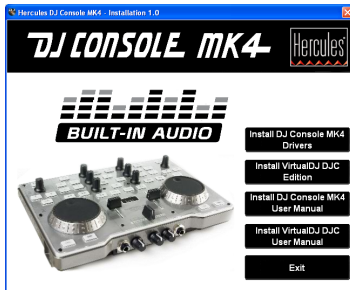 Hercules DJ Console MK4 - Installation 1.0
DJ CONSOLE MK4
Hercules
BUILT-IN AUDIO
Install DJ Console MK4
Drivers
Install VirtualDJ DJC
Edition
Install DJ Console MK4
User Manual
Install VirtualDJ DJC
User Manual
Exit